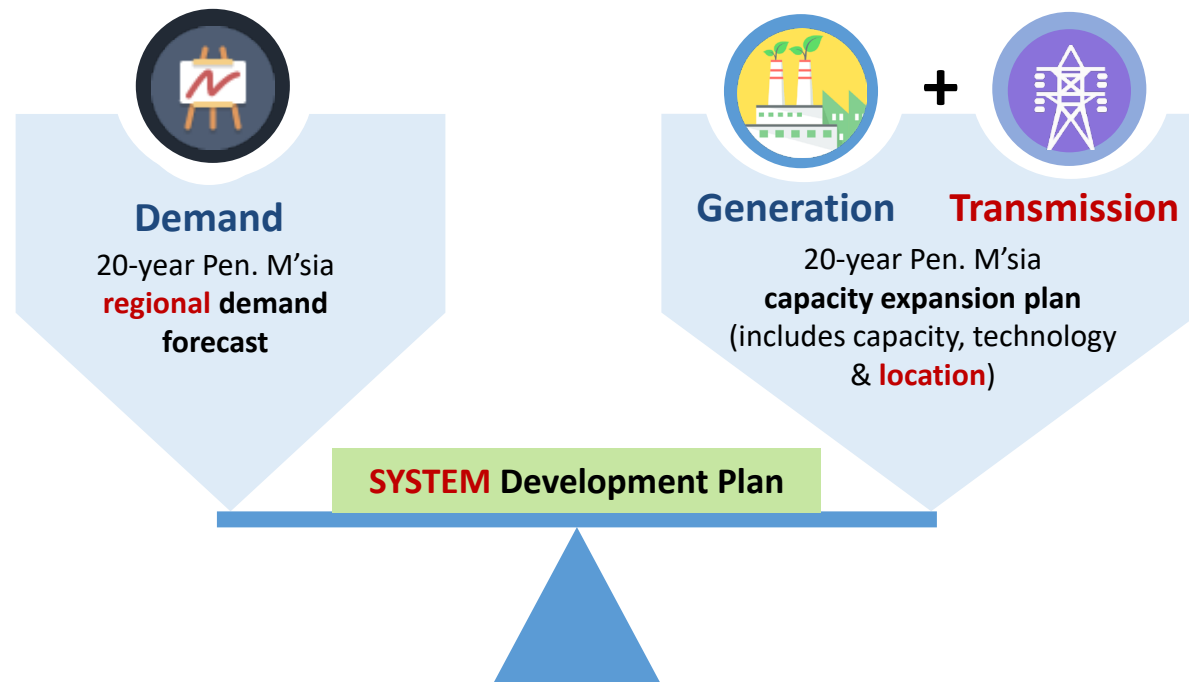 Demand
20-year Pen. M'sia
regional demand
forecast
+
Generation Transmission
20-year Pen. M'sia
capacity expansion plan
(includes capacity, technology
& location)
SYSTEM Development Plan